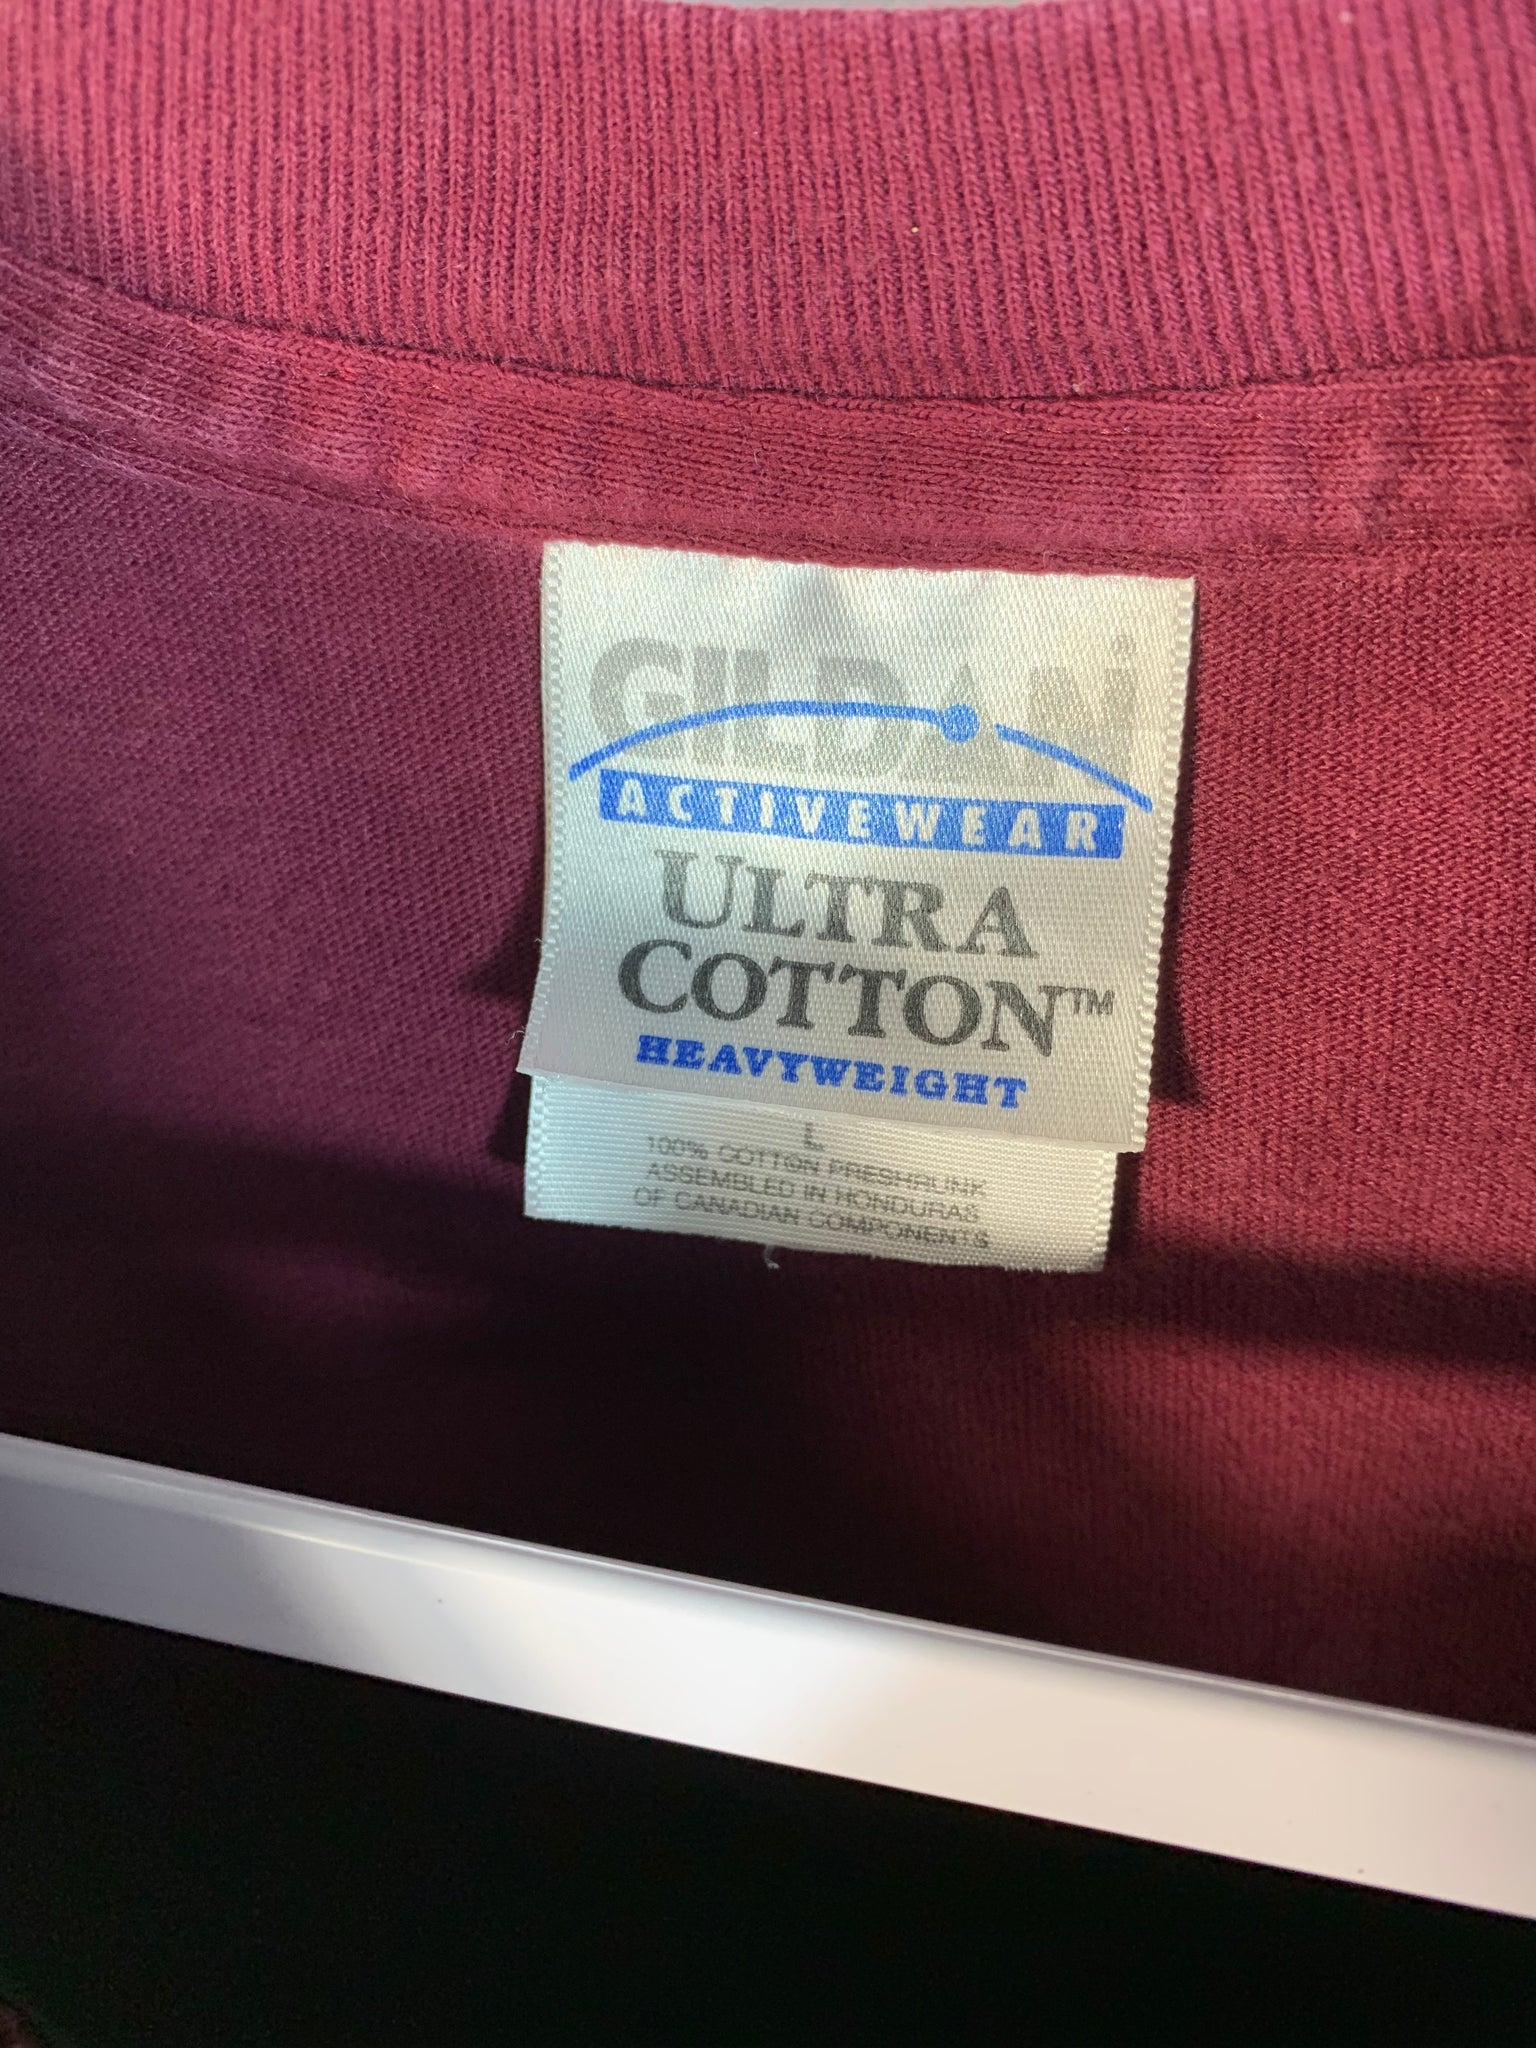 GILDAN®
ACTIVEWEAR
ULTRA
COTTON™
HEAVYWEIGHT
L
100% COTTON PRESHRUNK
ASSEMBLED IN HONDURAS
OF CANADIAN COMPONENTS